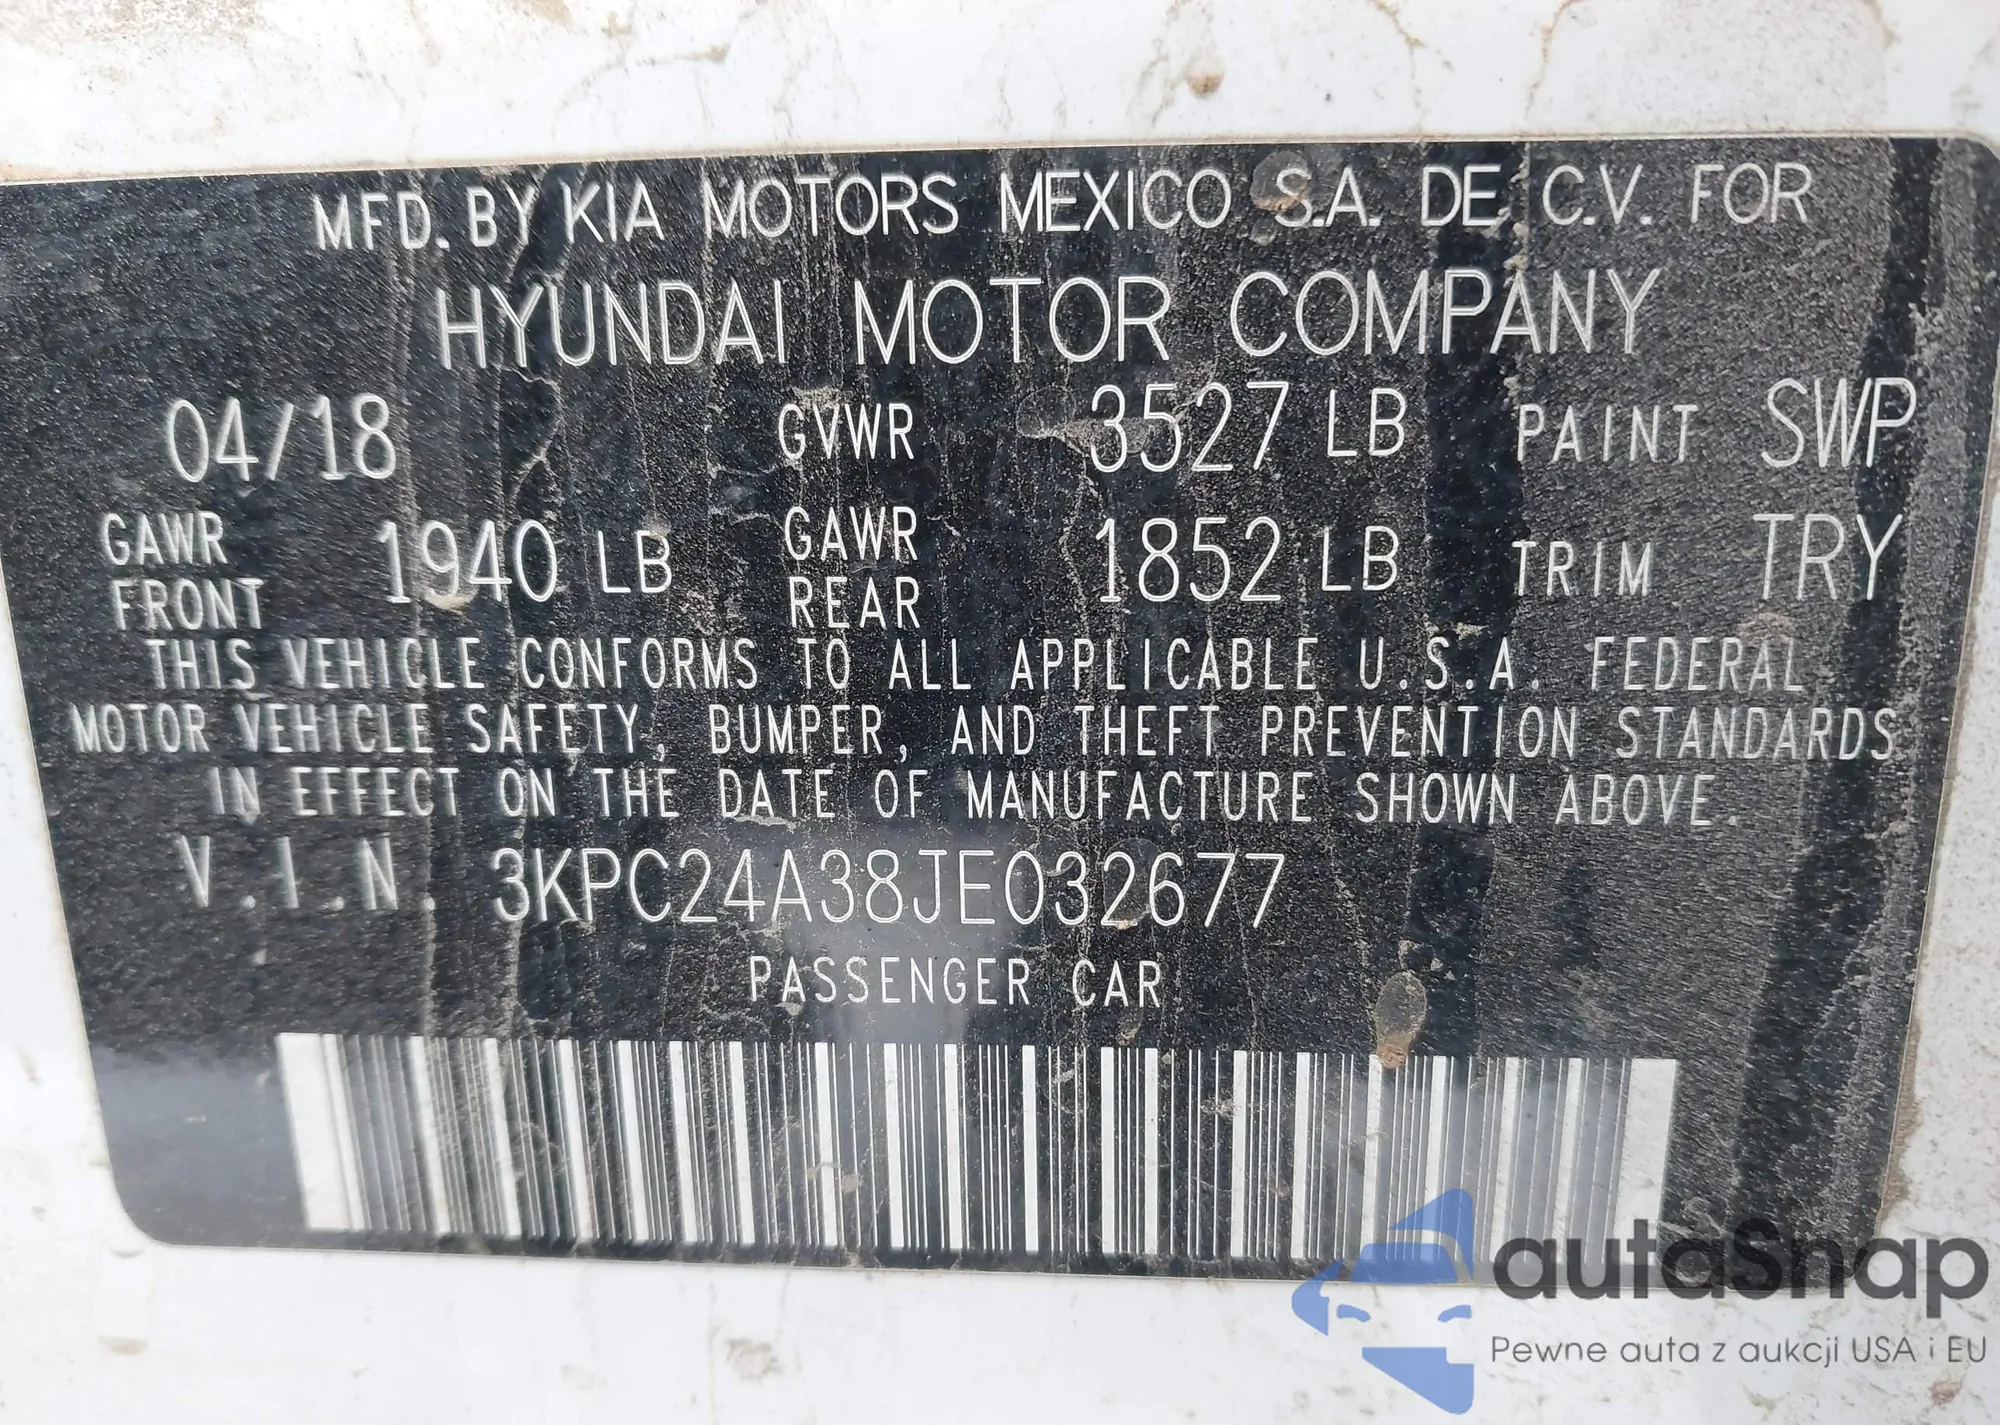 MFD. BY KIA MOTORS MEXICO S.A. DE C.V. FOR
HYUNDAI MOTOR COMPANY
04/18 GVWR 3527 LB PAINT SWP
GAWR FRONT 1940 LB GAWR REAR 1852 LB TRIM TRY
THIS VEHICLE CONFORMS TO ALL APPLICABLE U.S.A. FEDERAL
MOTOR VEHICLE SAFETY, BUMPER, AND THEFT PREVENTION STANDARDS
IN EFFECT ON THE DATE OF MANUFACTURE SHOWN ABOVE.
V.I.N. 3KPC24A38JE032677
PASSENGER CAR
autaSnap
Pewne auta z aukcji USA i EU